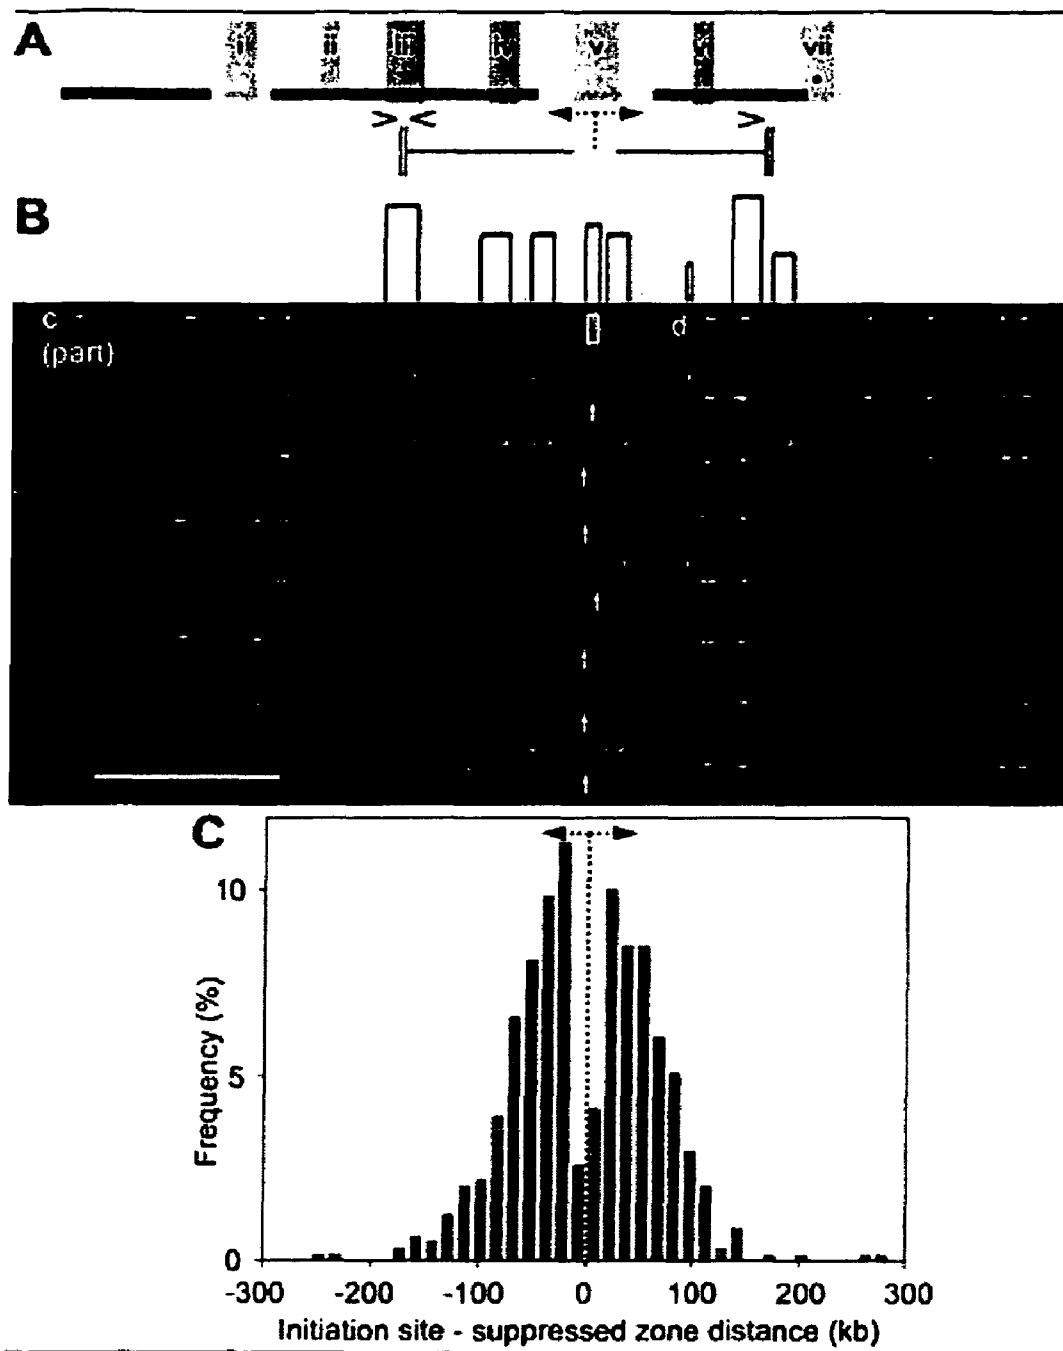 A
i ii iii iv v vi vii
B
c d
(part)
C
10
5
0
Frequency (%)
-300 -200 -100 0 100 200 300
Initiation site - suppressed zone distance (kb)